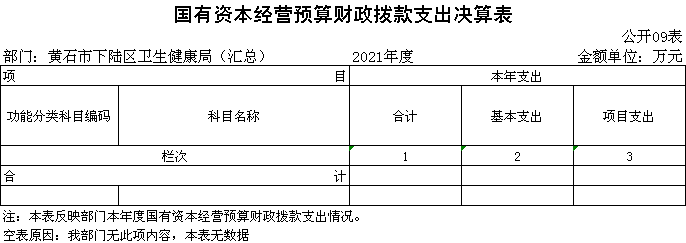 国有资本经营预算财政拨款支出决算表
公开09表
部门：黄石市下陆区卫生健康局（汇总） 2021年度 金额单位：万元
项 目 本年支出
功能分类科目编码 科目名称 合计 基本支出 项目支出
栏次 1 2 3
合 计
注：本表反映部门本年度国有资本经营预算财政拨款支出情况。
空表原因：我部门无此项内容，本表无数据